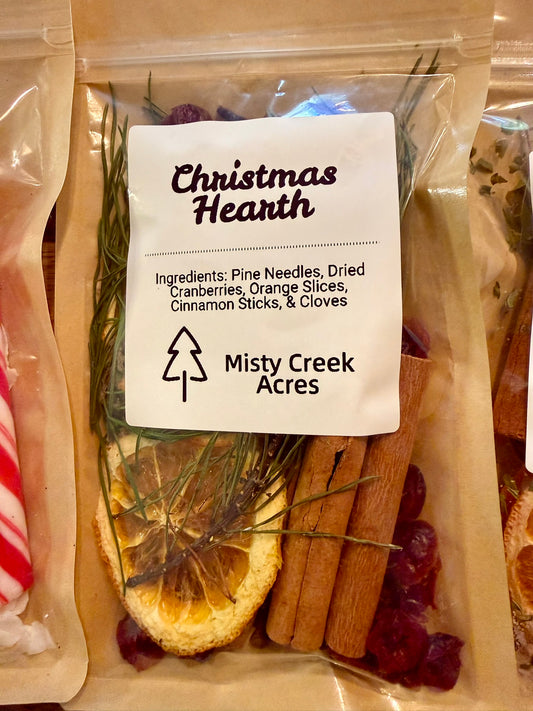 Christmas
Hearth
Ingredients: Pine Needles, Dried
Cranberries, Orange Slices,
Cinnamon Sticks, & Cloves
Misty Creek
Acres